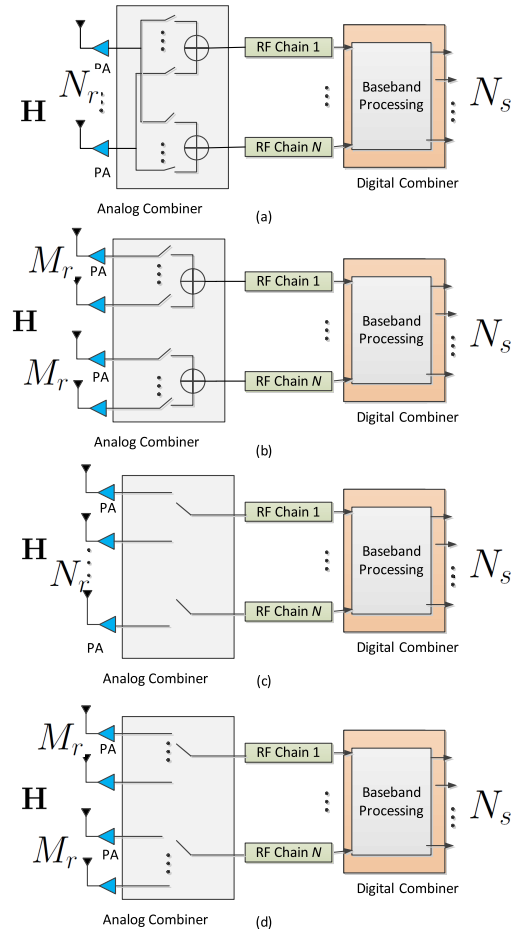 PA
RF Chain 1
N_r
H
Baseband
Processing
N_s
PA
RF Chain N
Digital Combiner
Analog Combiner
(a)
M_r
PA
RF Chain 1
H
Baseband
Processing
N_s
M_r
PA
RF Chain N
Digital Combiner
Analog Combiner
(b)
PA
RF Chain 1
H
N_r
Baseband
Processing
N_s
PA
RF Chain N
Digital Combiner
Analog Combiner
(c)
M_r
PA
RF Chain 1
H
Baseband
Processing
N_s
M_r
PA
RF Chain N
Digital Combiner
Analog Combiner
(d)